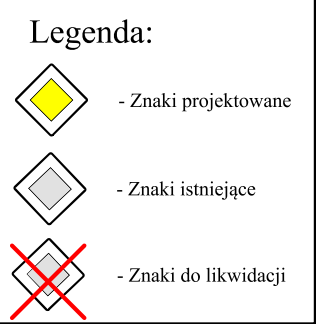 Legenda:
- Znaki projektowane
- Znaki istniejące
- Znaki do likwidacji